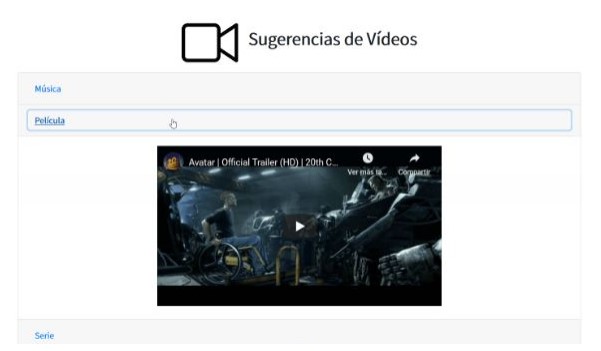 Sugerencias de Vídeos
Música
Película
Avatar | Official Trailer (HD) | 20th C...
Ver más ta... Compartir
Serie